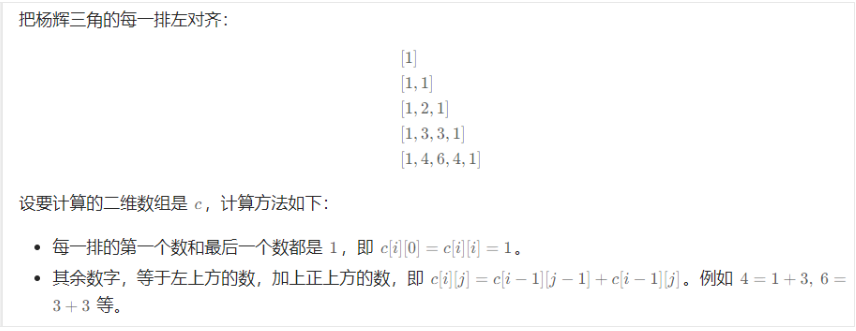 把杨辉三角的每一排左对齐：
[1]
[1, 1]
[1, 2, 1]
[1, 3, 3, 1]
[1, 4, 6, 4, 1]
设要计算的二维数组是 c，计算方法如下：
• 每一排的第一个数和最后一个数都是 1，即 c[i][0] = c[i][i] = 1。
• 其余数字，等于左上方的数，加上正上方的数，即 c[i][j] = c[i−1][j−1] + c[i−1][j]。例如 4 = 1 + 3, 6 =
3 + 3 等。